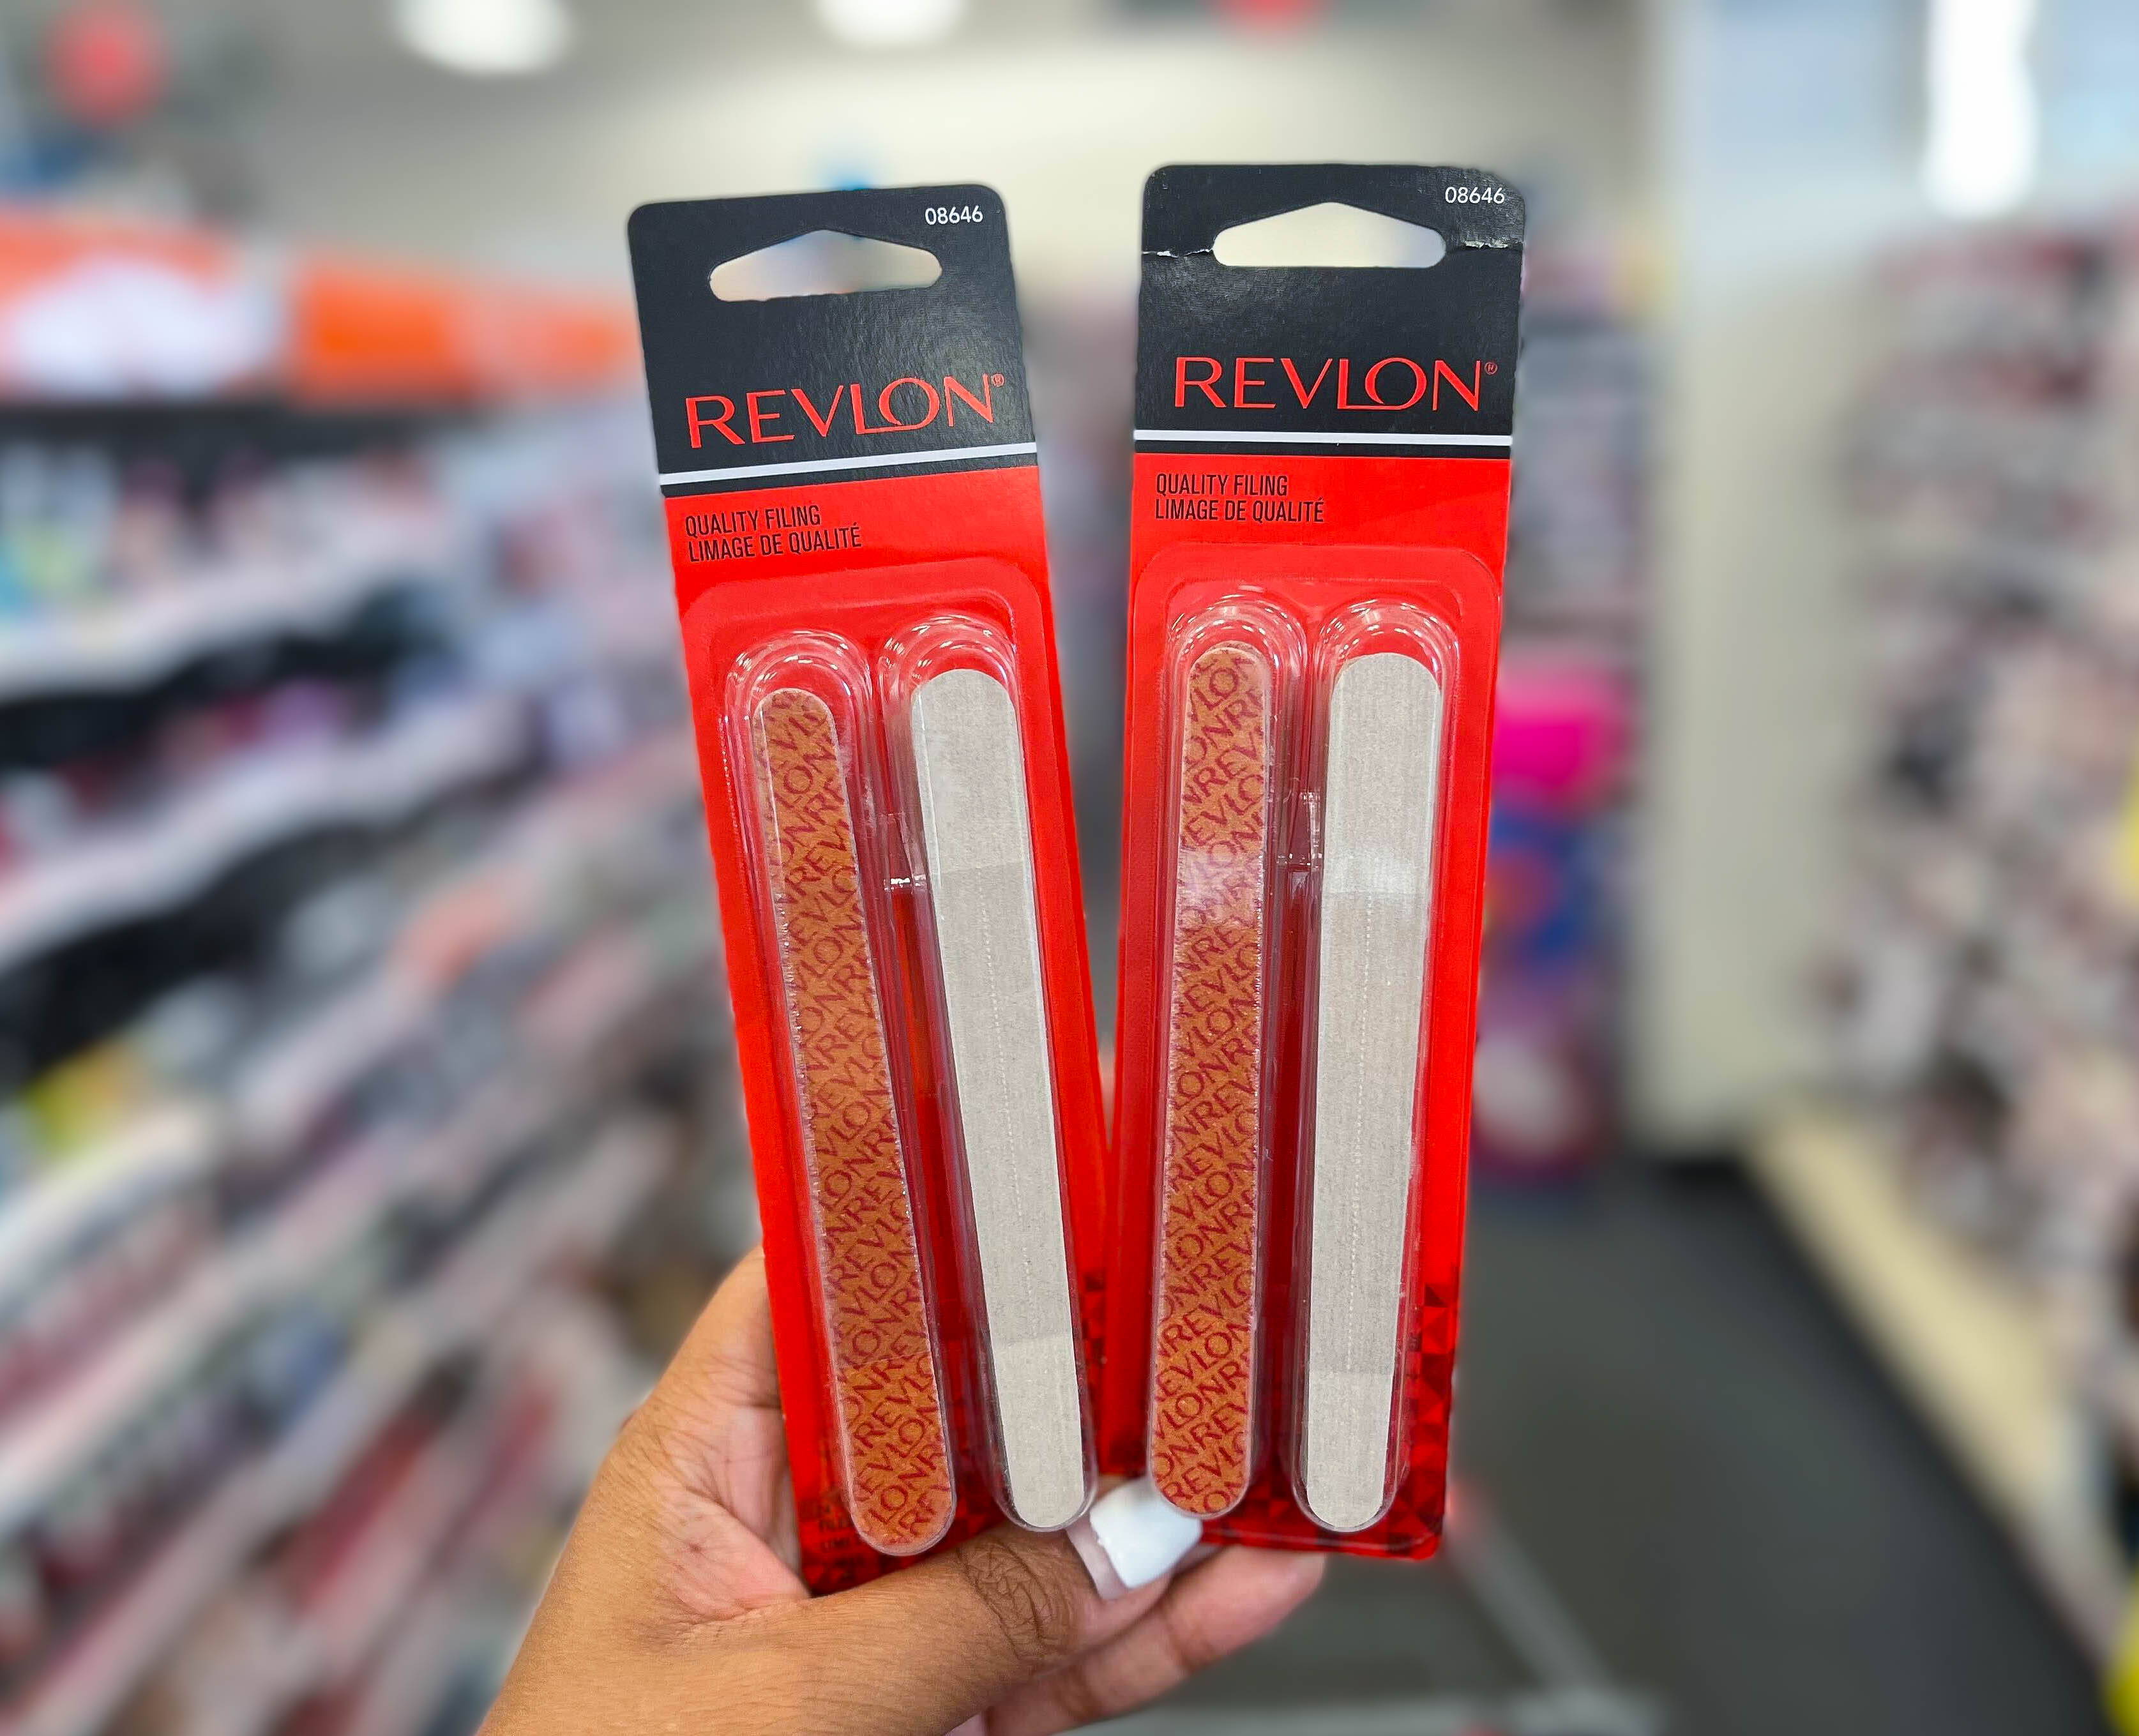 08646
REVLON®
QUALITY FILING
LIMAGE DE QUALITÉ
08646
REVLON®
QUALITY FILING
LIMAGE DE QUALITÉ